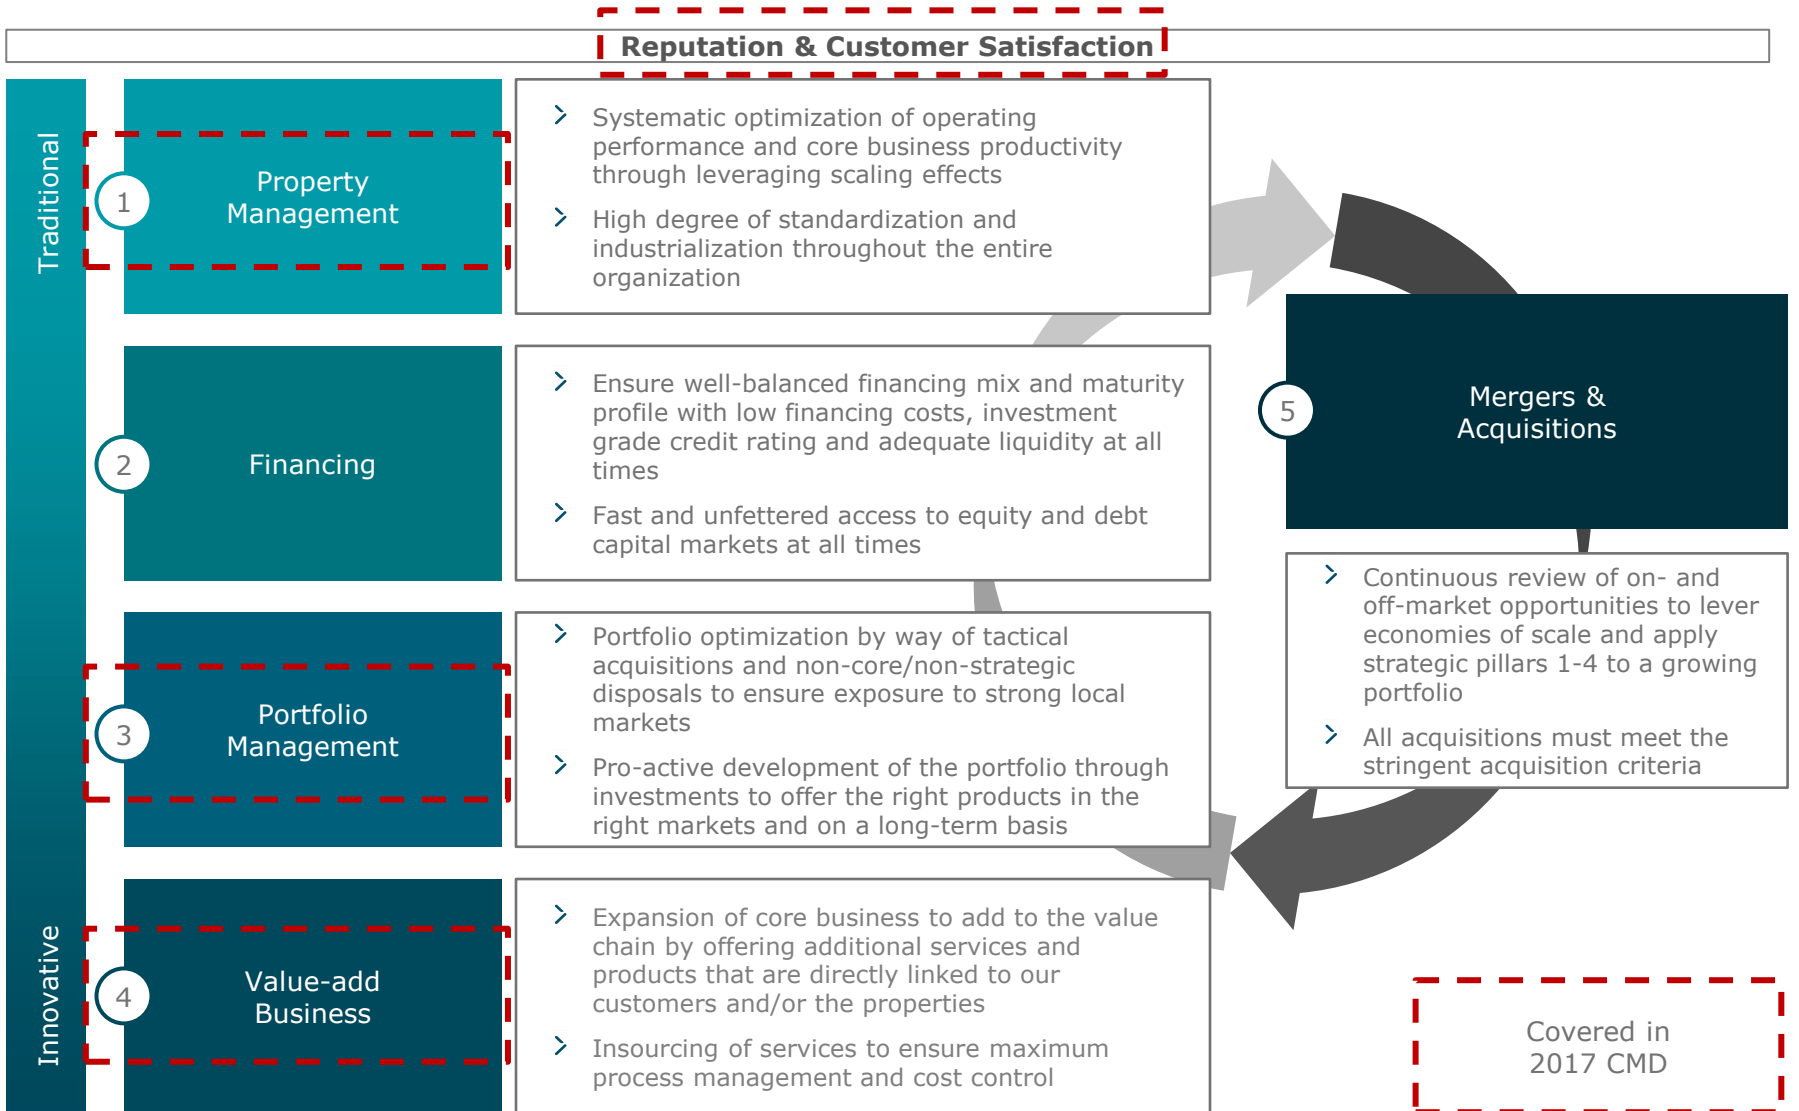 Reputation & Customer Satisfaction
Traditional
1
Property
Management
Systematic optimization of operating
performance and core business productivity
through leveraging scaling effects
High degree of standardization and
industrialization throughout the entire
organization
2
Financing
Ensure well-balanced financing mix and maturity
profile with low financing costs, investment
grade credit rating and adequate liquidity at all
times
Fast and unfettered access to equity and debt
capital markets at all times
3
Portfolio
Management
Portfolio optimization by way of tactical
acquisitions and non-core/non-strategic
disposals to ensure exposure to strong local
markets
Pro-active development of the portfolio through
investments to offer the right products in the
right markets and on a long-term basis
Innovative
4
Value-add
Business
Expansion of core business to add to the value
chain by offering additional services and
products that are directly linked to our
customers and/or the properties
Insourcing of services to ensure maximum
process management and cost control
5
Mergers &
Acquisitions
Continuous review of on- and
off-market opportunities to lever
economies of scale and apply
strategic pillars 1-4 to a growing
portfolio
All acquisitions must meet the
stringent acquisition criteria
Covered in
2017 CMD